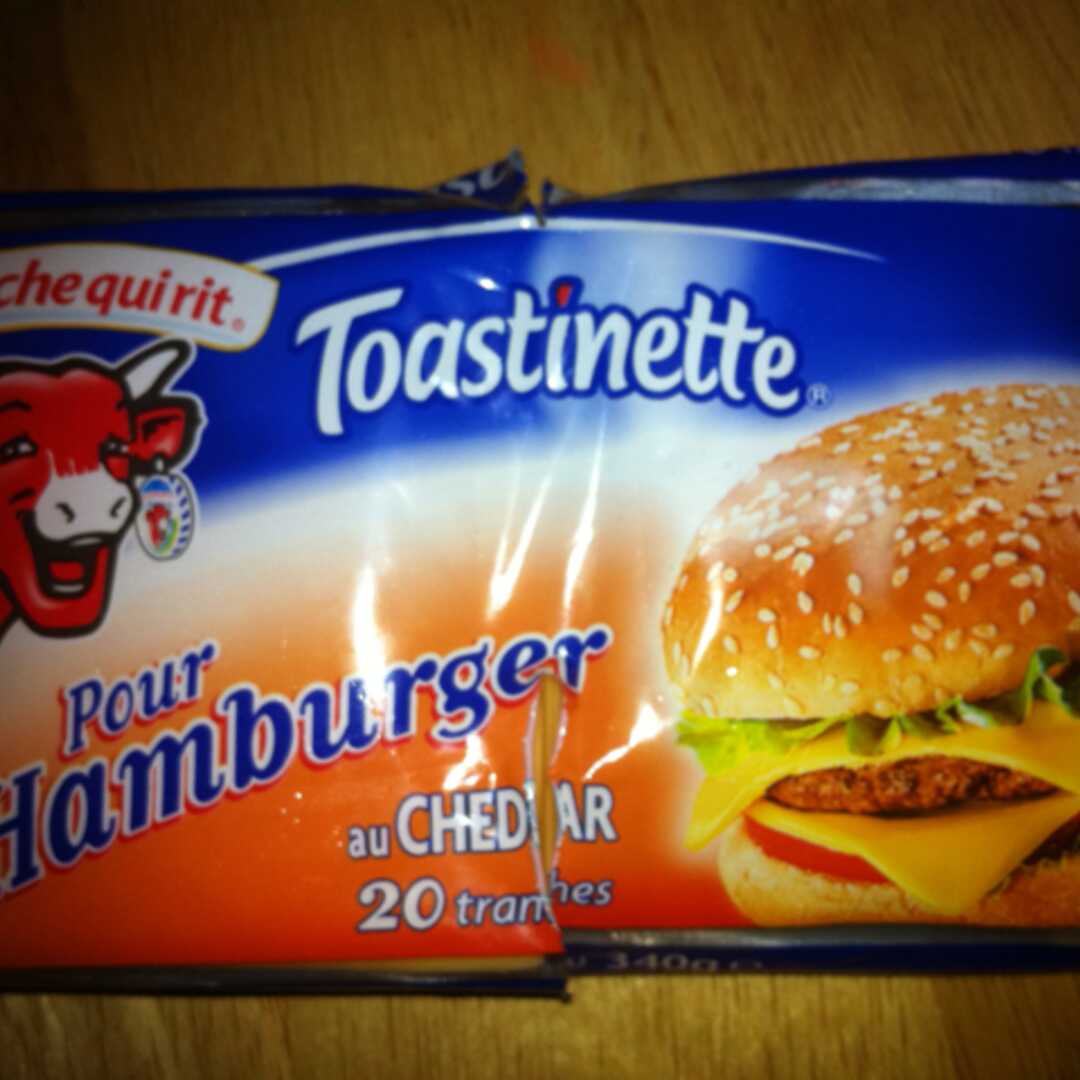 che qui rit
Toastinette
Pour
Hamburger
au CHEDDAR
20 tranches
340g e